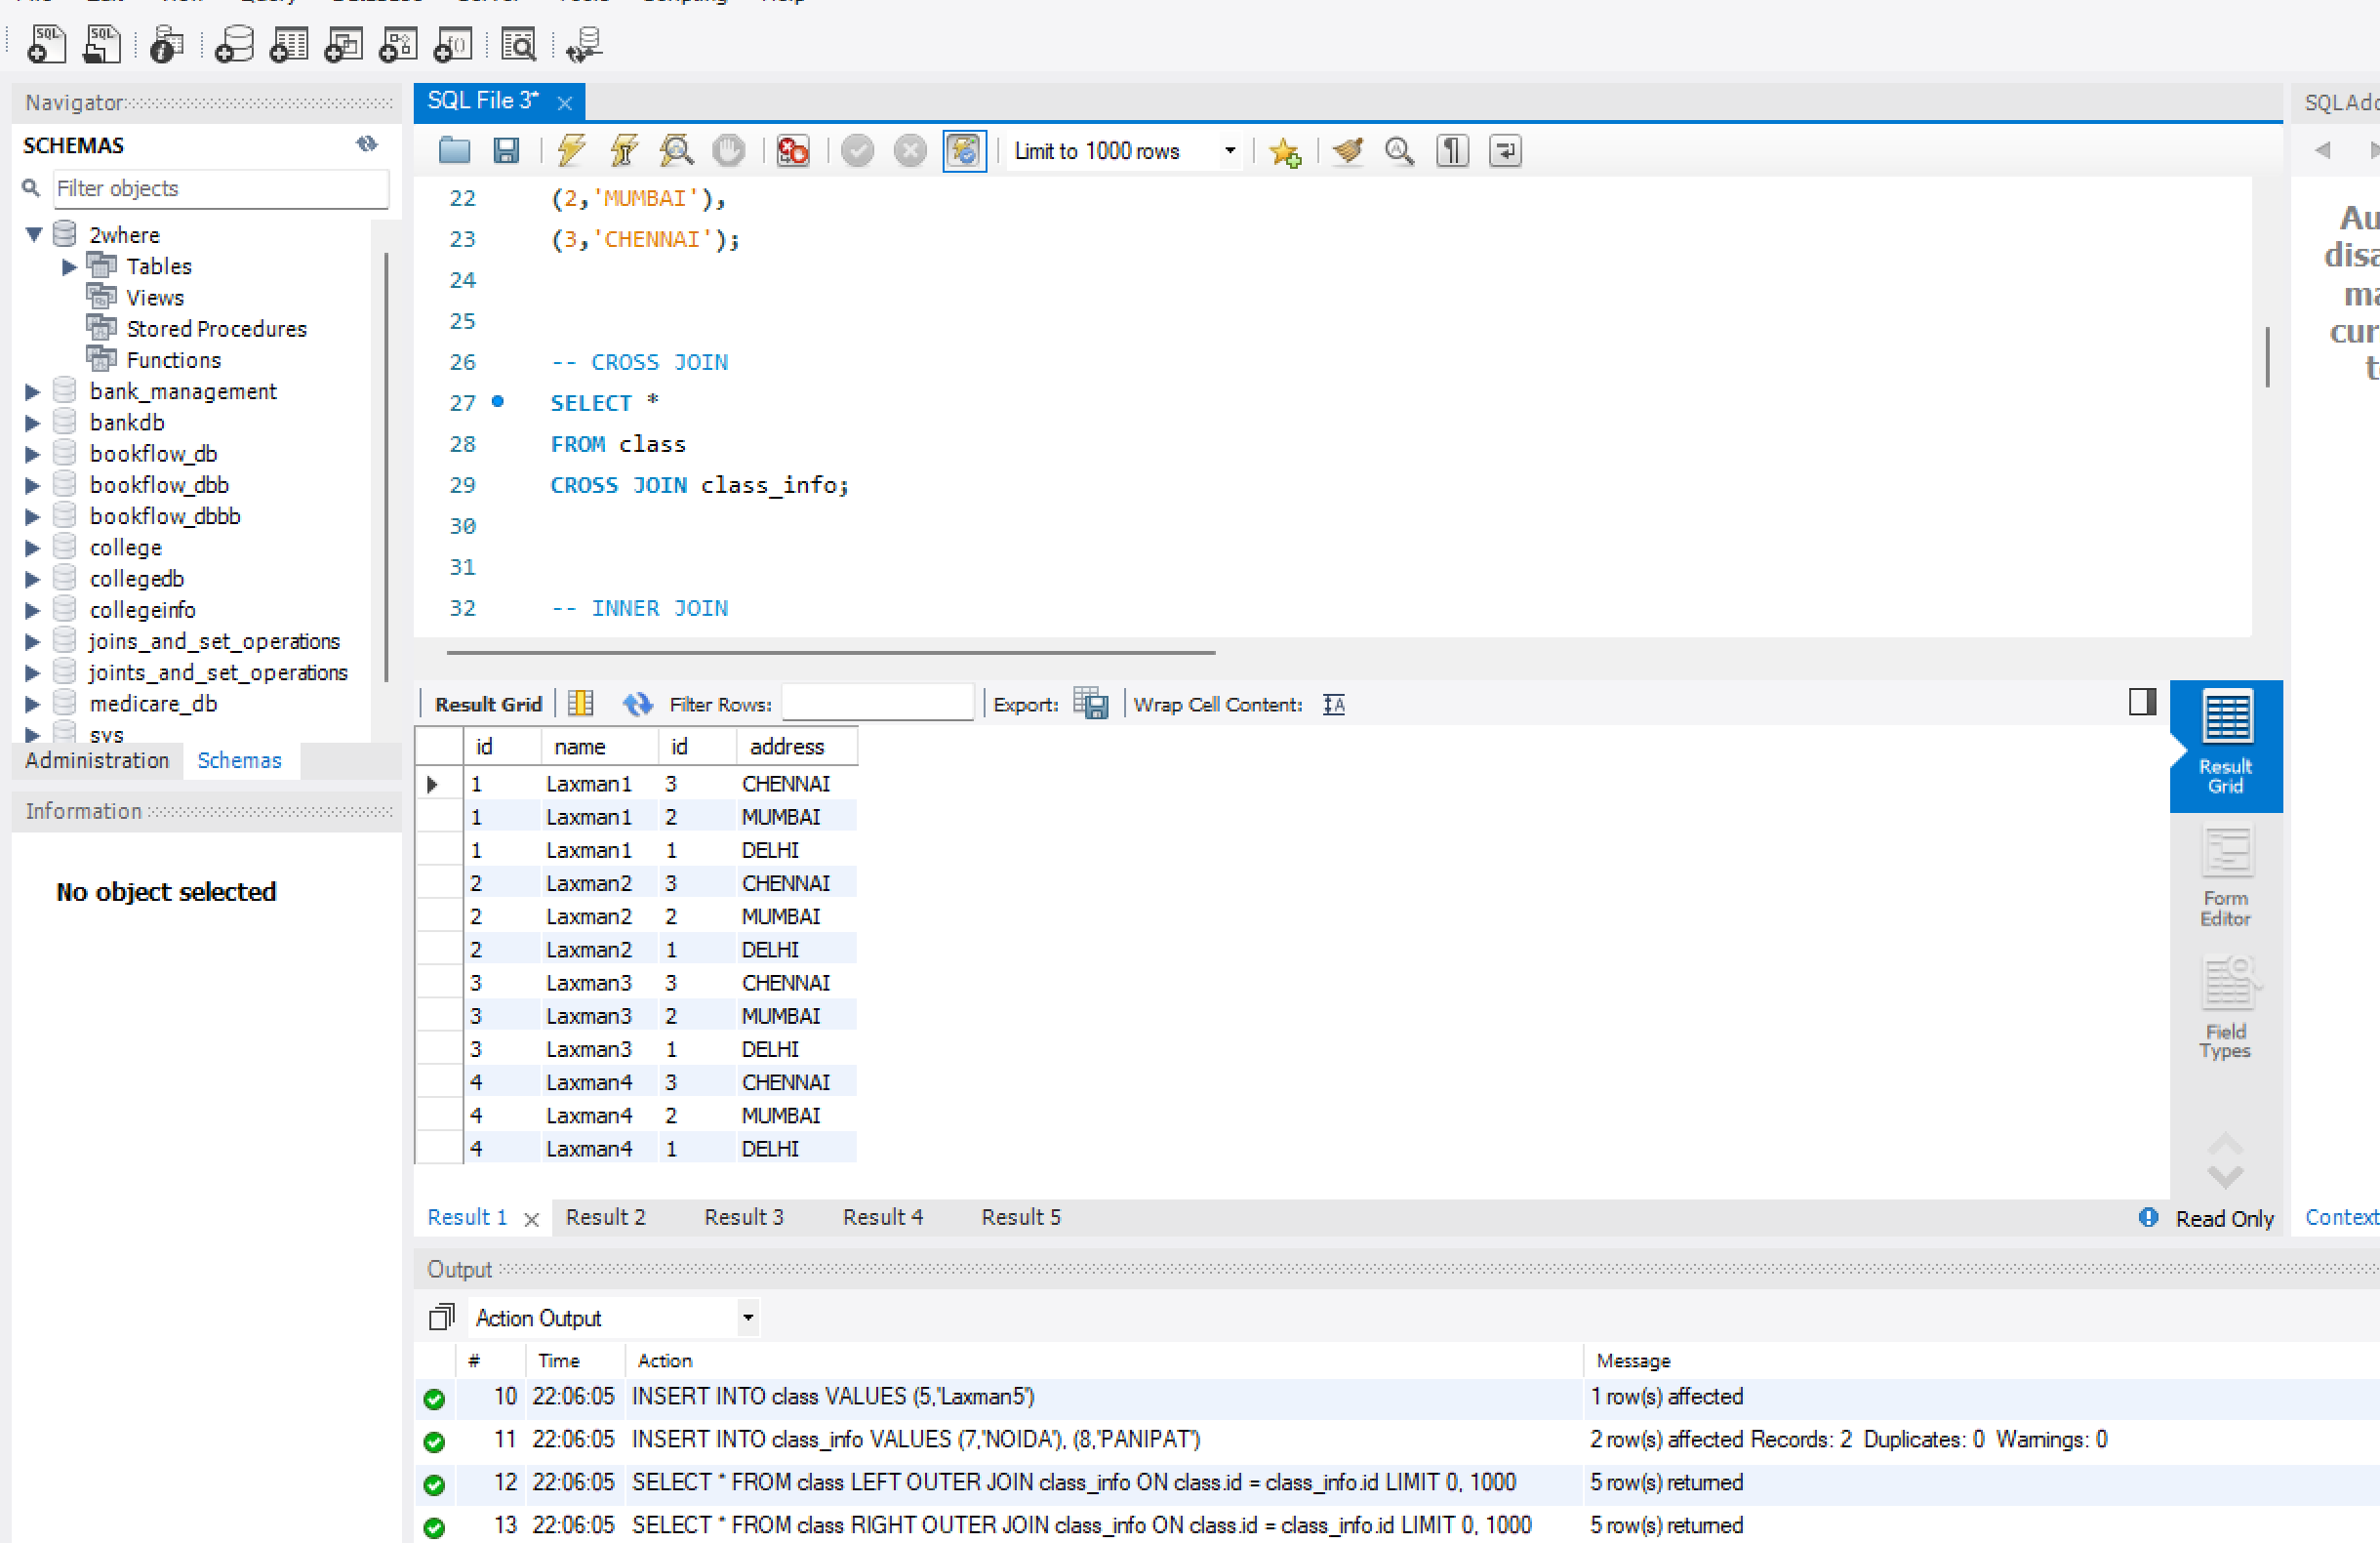 Navigator
SCHEMAS
Filter objects
2where
Tables
Views
Stored Procedures
Functions
bank_management
bankdb
bookflow_db
bookflow_dbb
bookflow_dbbb
college
collegedb
collegeinfo
joins_and_set_operations
joints_and_set_operations
medicare_db
sys
Administration Schemas
Information
No object selected
SQL File 3*
Limit to 1000 rows
22 (2,'MUMBAI'),
23 (3,'CHENNAI');
24
25
26 -- CROSS JOIN
27 SELECT *
28 FROM class
29 CROSS JOIN class_info;
30
31
32 -- INNER JOIN
Result Grid Filter Rows: Export: Wrap Cell Content:
id name id address
1 Laxman1 3 CHENNAI
1 Laxman1 2 MUMBAI
1 Laxman1 1 DELHI
2 Laxman2 3 CHENNAI
2 Laxman2 2 MUMBAI
2 Laxman2 1 DELHI
3 Laxman3 3 CHENNAI
3 Laxman3 2 MUMBAI
3 Laxman3 1 DELHI
4 Laxman4 3 CHENNAI
4 Laxman4 2 MUMBAI
4 Laxman4 1 DELHI
Result
Grid
Form
Editor
Field
Types
Result 1 Result 2 Result 3 Result 4 Result 5
Read Only
Context
Output
Action Output
# Time Action Message
10 22:06:05 INSERT INTO class VALUES (5,'Laxman5') 1 row(s) affected
11 22:06:05 INSERT INTO class_info VALUES (7,'NOIDA'), (8,'PANIPAT') 2 row(s) affected Records: 2 Duplicates: 0 Warnings: 0
12 22:06:05 SELECT * FROM class LEFT OUTER JOIN class_info ON class.id = class_info.id LIMIT 0, 1000 5 row(s) returned
13 22:06:05 SELECT * FROM class RIGHT OUTER JOIN class_info ON class.id = class_info.id LIMIT 0, 1000 5 row(s) returned